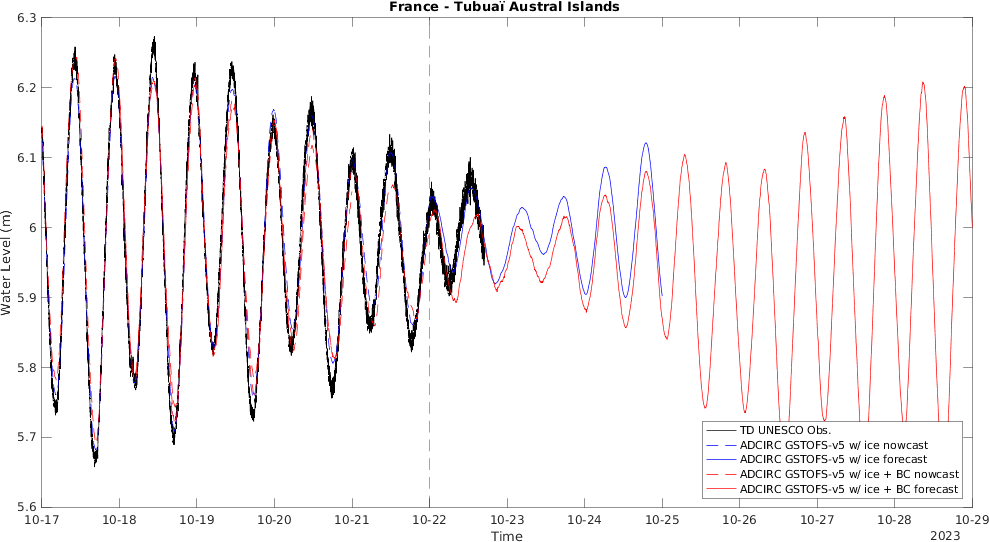 France - Tubuaï Austral Islands
6.3
6.2
6.1
6
5.9
5.8
5.7
5.6
Water Level (m)
TD UNESCO Obs.
ADCIRC GSTOFS-v5 w/ ice nowcast
ADCIRC GSTOFS-v5 w/ ice forecast
ADCIRC GSTOFS-v5 w/ ice + BC nowcast
ADCIRC GSTOFS-v5 w/ ice + BC forecast
10-17 10-18 10-19 10-20 10-21 10-22 10-23 10-24 10-25 10-26 10-27 10-28 10-29
Time
2023